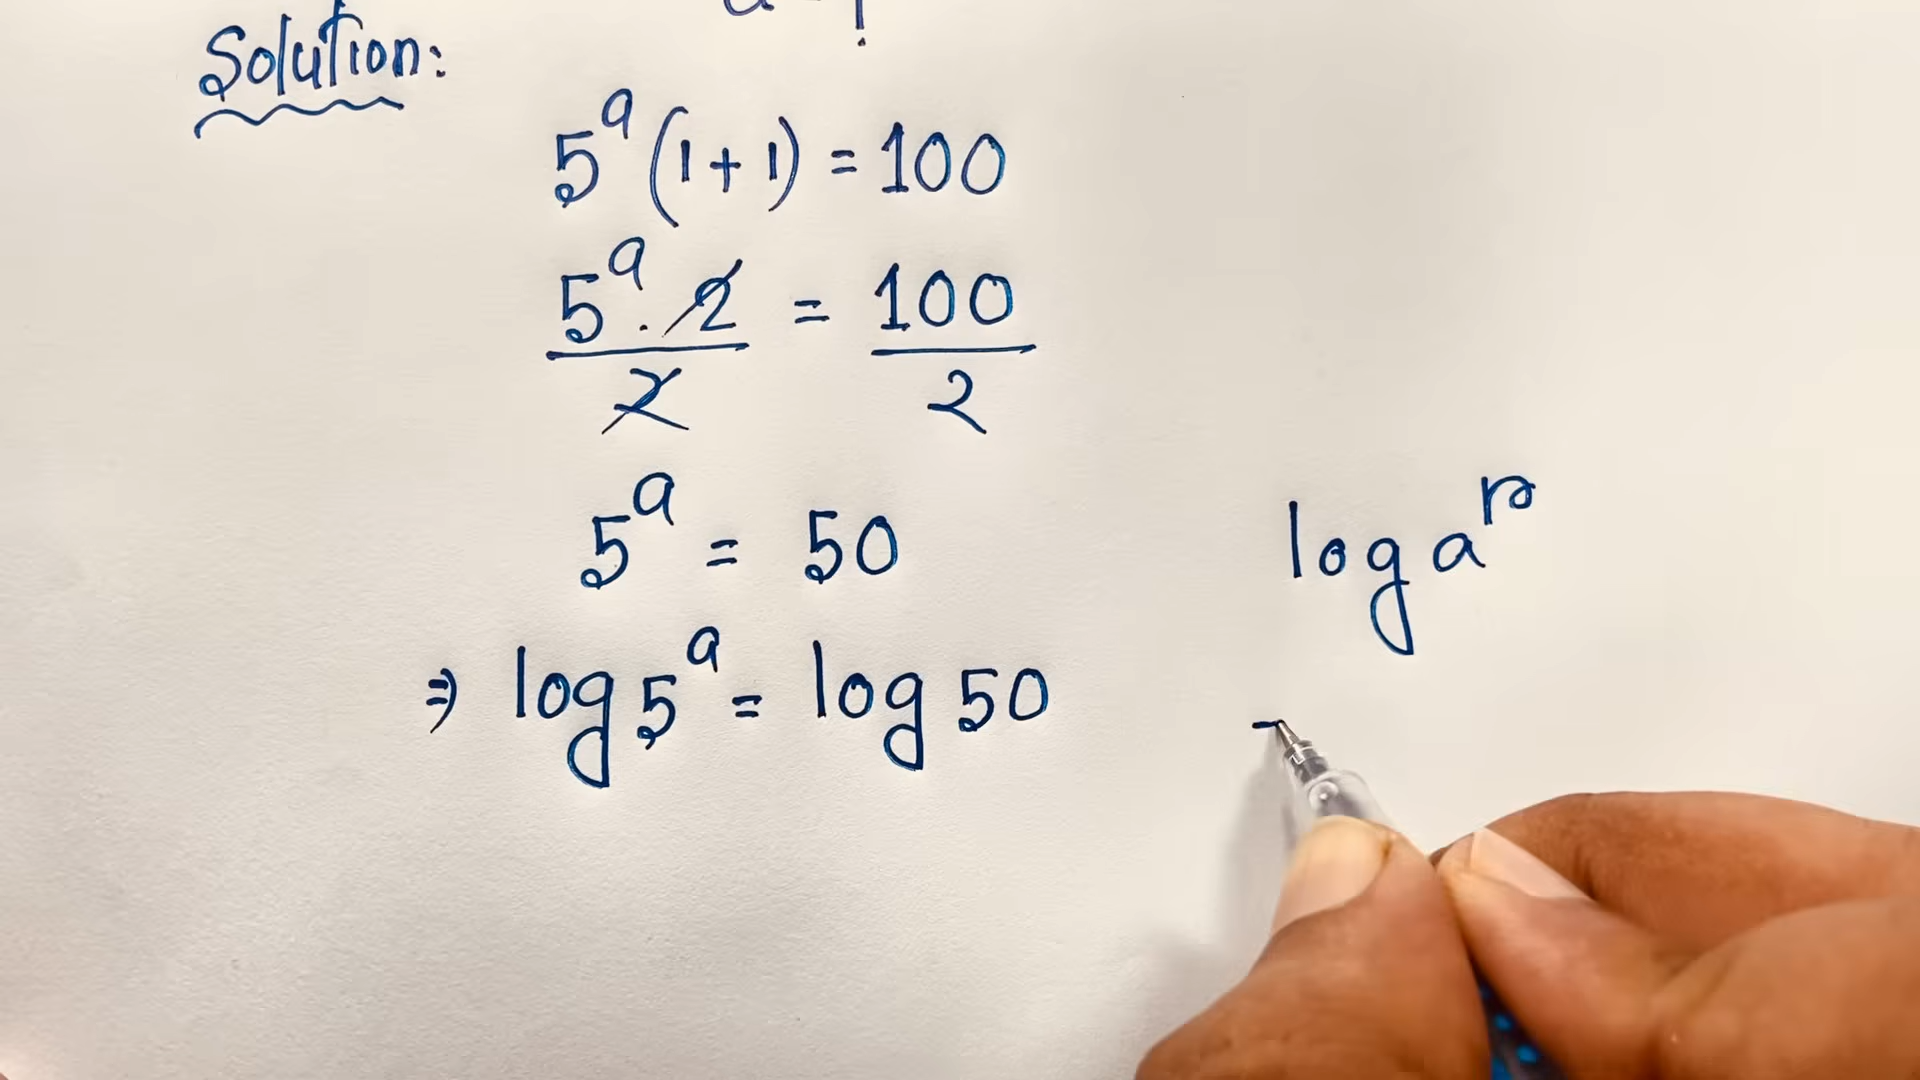 Solution:
5^a (1+1) = 100
5^a . 2 / 2 = 100 / 2
5^a = 50
⇒ log 5^a = log 50
log a^p